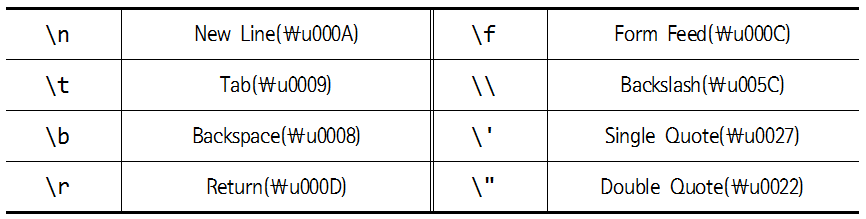 \n New Line(₩u000A) \f Form Feed(₩u000C)
\t Tab(₩u0009) \\ Backslash(₩u005C)
\b Backspace(₩u0008) \' Single Quote(₩u0027)
\r Return(₩u000D) \" Double Quote(₩u0022)